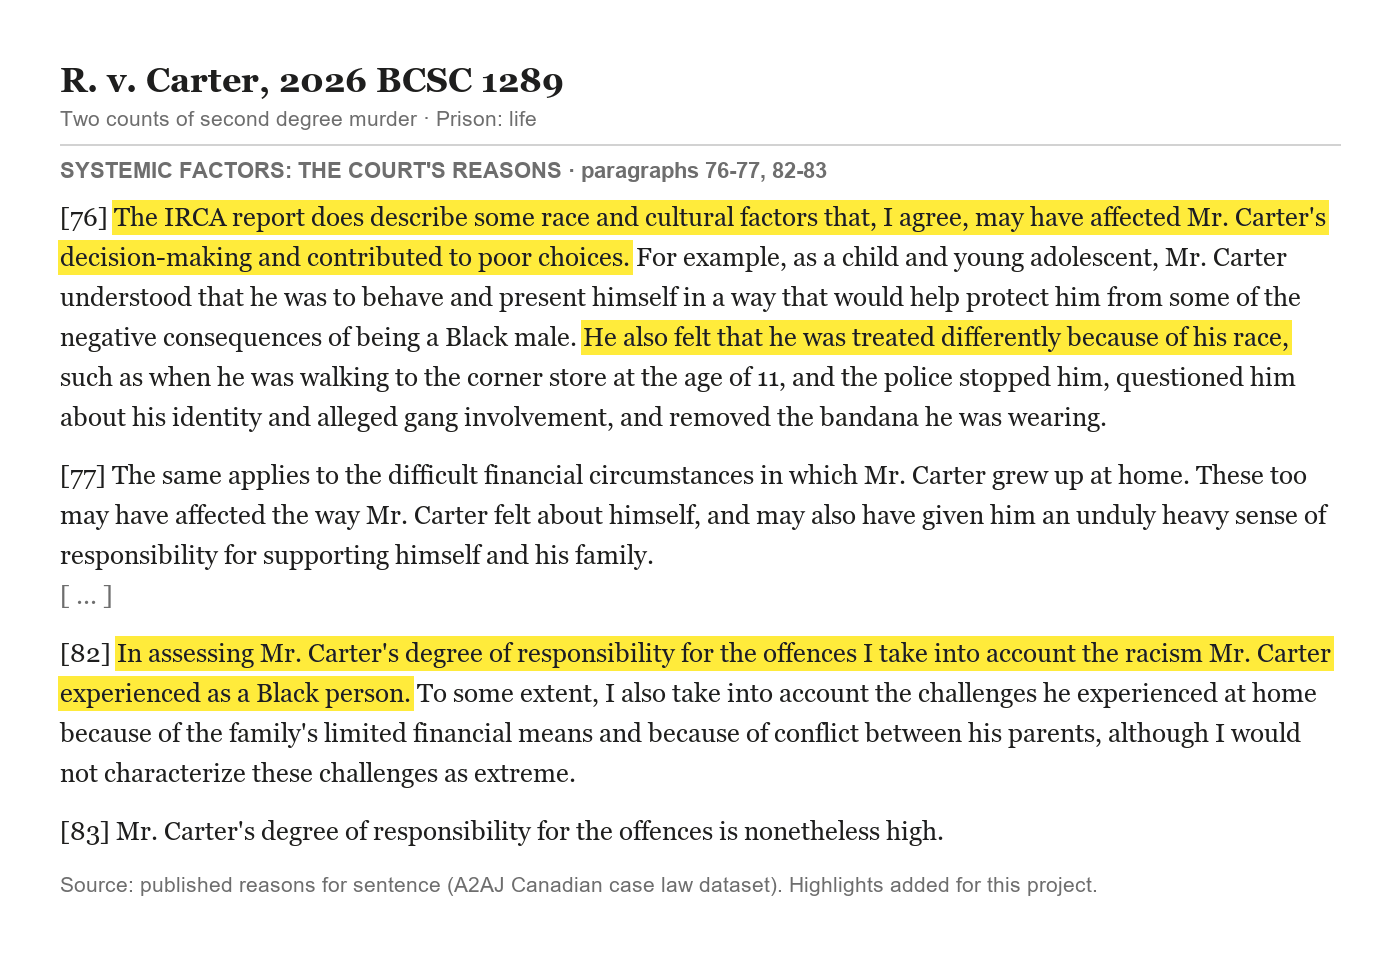 R. v. Carter, 2026 BCSC 1289
Two counts of second degree murder · Prison: life
SYSTEMIC FACTORS: THE COURT'S REASONS · paragraphs 76-77, 82-83
[76] The IRCA report does describe some race and cultural factors that, I agree, may have affected Mr. Carter's
decision-making and contributed to poor choices. For example, as a child and young adolescent, Mr. Carter
understood that he was to behave and present himself in a way that would help protect him from some of the
negative consequences of being a Black male. He also felt that he was treated differently because of his race,
such as when he was walking to the corner store at the age of 11, and the police stopped him, questioned him
about his identity and alleged gang involvement, and removed the bandana he was wearing.
[77] The same applies to the difficult financial circumstances in which Mr. Carter grew up at home. These too
may have affected the way Mr. Carter felt about himself, and may also have given him an unduly heavy sense of
responsibility for supporting himself and his family.
[ ... ]
[82] In assessing Mr. Carter's degree of responsibility for the offences I take into account the racism Mr. Carter
experienced as a Black person. To some extent, I also take into account the challenges he experienced at home
because of the family's limited financial means and because of conflict between his parents, although I would
not characterize these challenges as extreme.
[83] Mr. Carter's degree of responsibility for the offences is nonetheless high.
Source: published reasons for sentence (A2AJ Canadian case law dataset). Highlights added for this project.